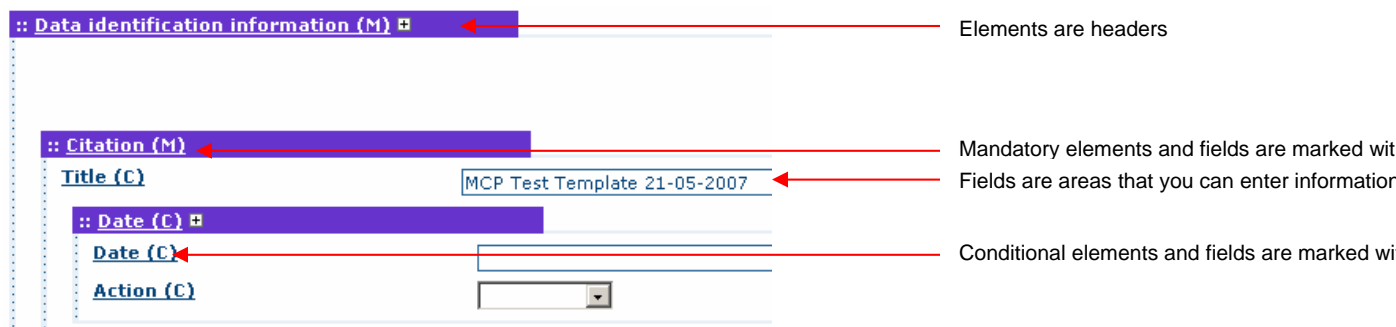 :: Data identification information (M)
Elements are headers
:: Citation (M)
Mandatory elements and fields are marked wit
Title (C)
MCP Test Template 21-05-2007
Fields are areas that you can enter information
:: Date (C)
Date (C)
Conditional elements and fields are marked wi
Action (C)